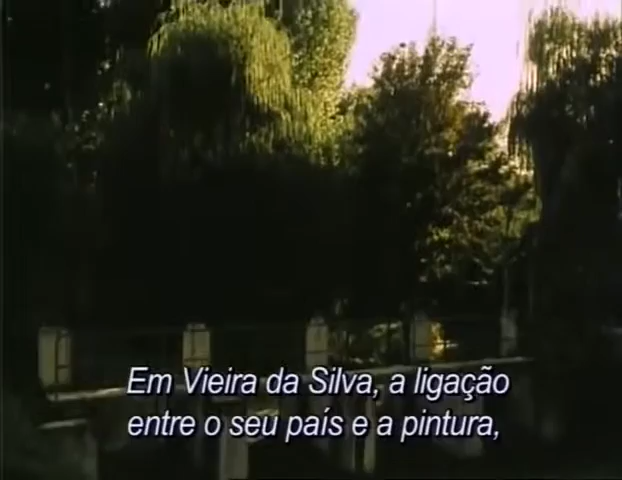 Em Vieira da Silva, a ligação
entre o seu país e a pintura,